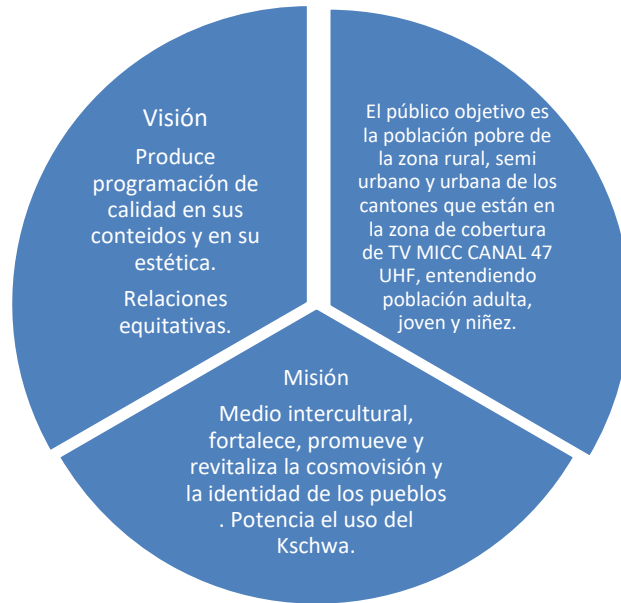 Visión
Produce
programación de
calidad en sus
conteidos y en su
estética.
Relaciones
equitativas.
El público objetivo es
la población pobre de
la zona rural, semi
urbano y urbana de los
cantones que están en
la zona de cobertura
de TV MICC CANAL 47
UHF, entendiendo
población adulta,
joven y niñez.
Misión
Medio intercultural,
fortalece, promueve y
revitaliza la cosmovisión y
la identidad de los pueblos
. Potencia el uso del
Kschwa.